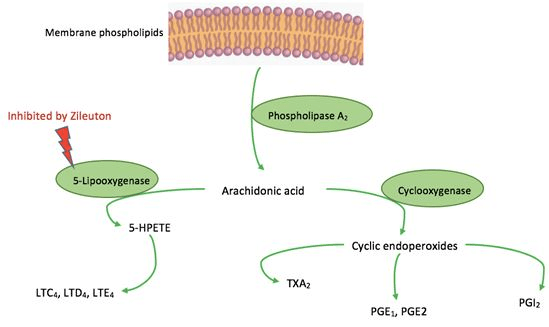 Membrane phospholipids
Phospholipase A₂
Inhibited by Zileuton
5-Lipooxygenase
Arachidonic acid
Cyclooxygenase
5-HPETE
Cyclic endoperoxides
LTC₄, LTD₄, LTE₄
TXA₂
PGE₁, PGE2
PGI₂